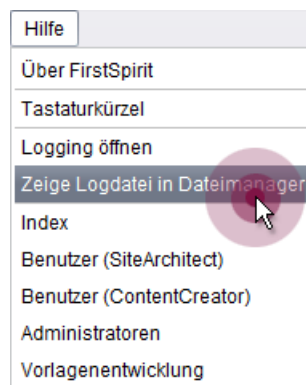 Hilfe
Über FirstSpirit
Tastaturkürzel
Logging öffnen
Zeige Logdatei in Dateimanager
Index
Benutzer (SiteArchitect)
Benutzer (ContentCreator)
Administratoren
Vorlagenentwicklung